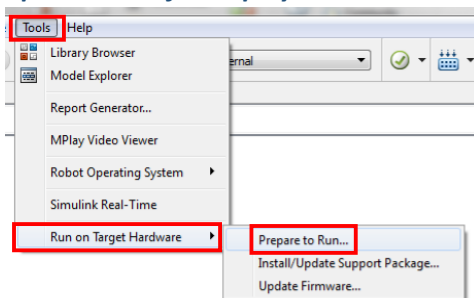 Tools Help
Library Browser
ernal
Model Explorer
Report Generator...
MPlay Video Viewer
Robot Operating System
Simulink Real-Time
Run on Target Hardware
Prepare to Run...
Install/Update Support Package...
Update Firmware...